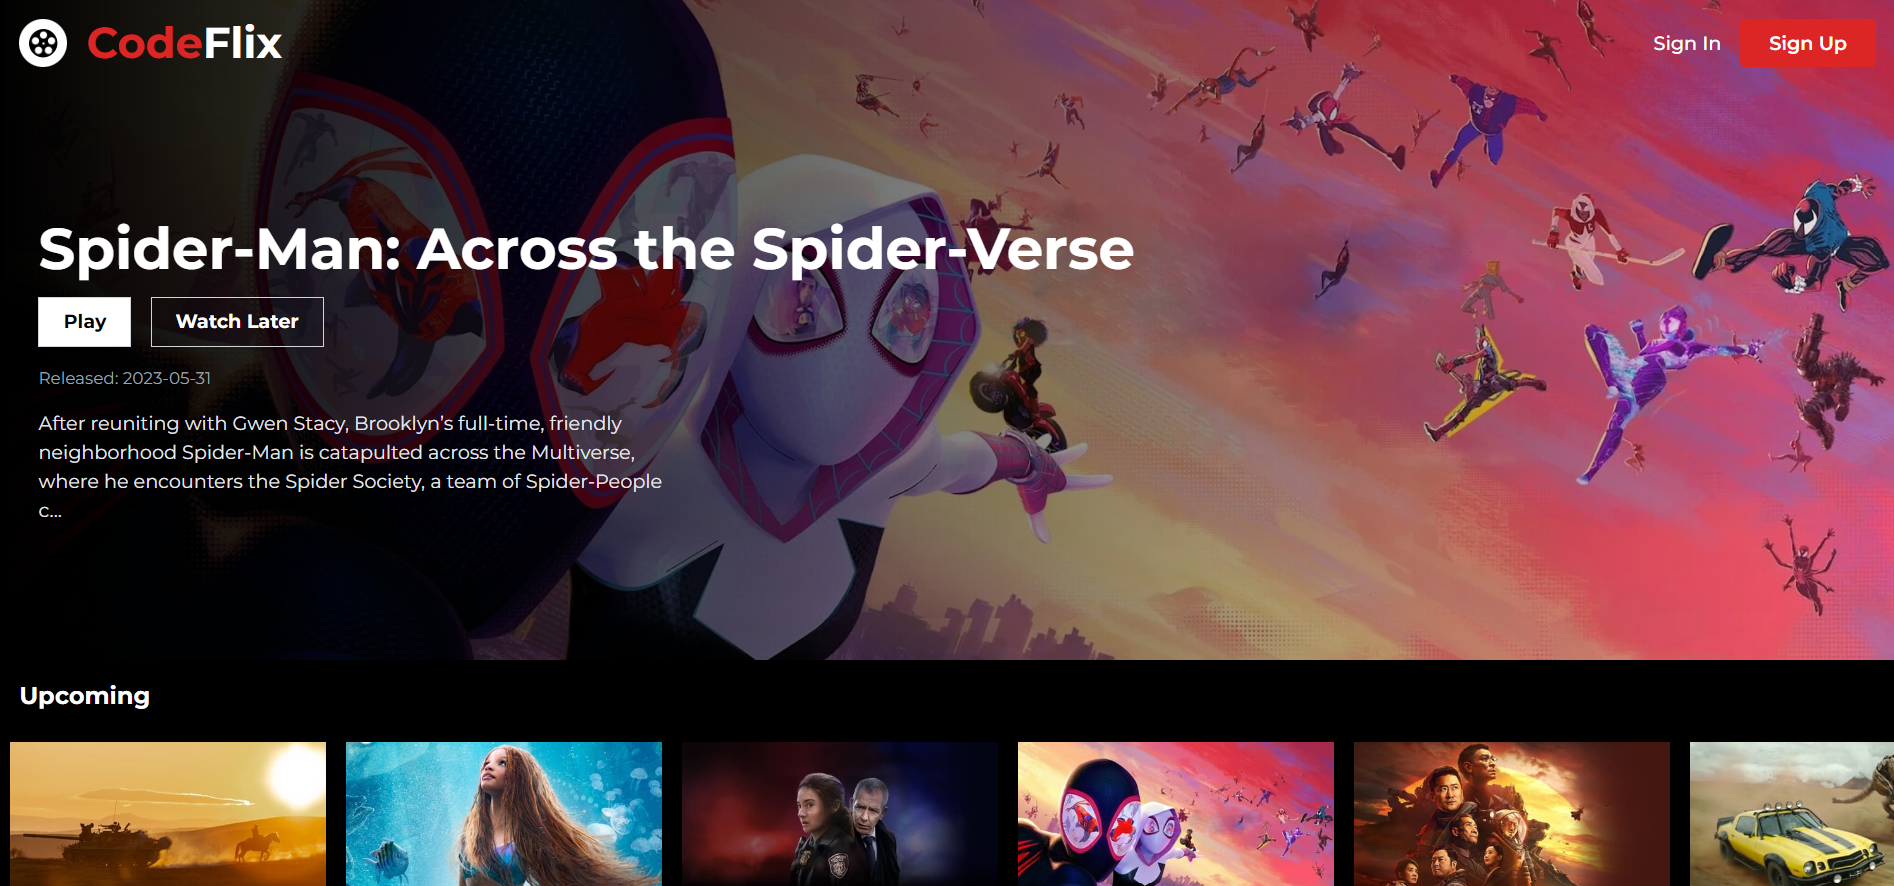 CodeFlix
Sign In
Sign Up
Spider-Man: Across the Spider-Verse
Play
Watch Later
Released: 2023-05-31
After reuniting with Gwen Stacy, Brooklyn’s full-time, friendly
neighborhood Spider-Man is catapulted across the Multiverse,
where he encounters the Spider Society, a team of Spider-People
c...
Upcoming